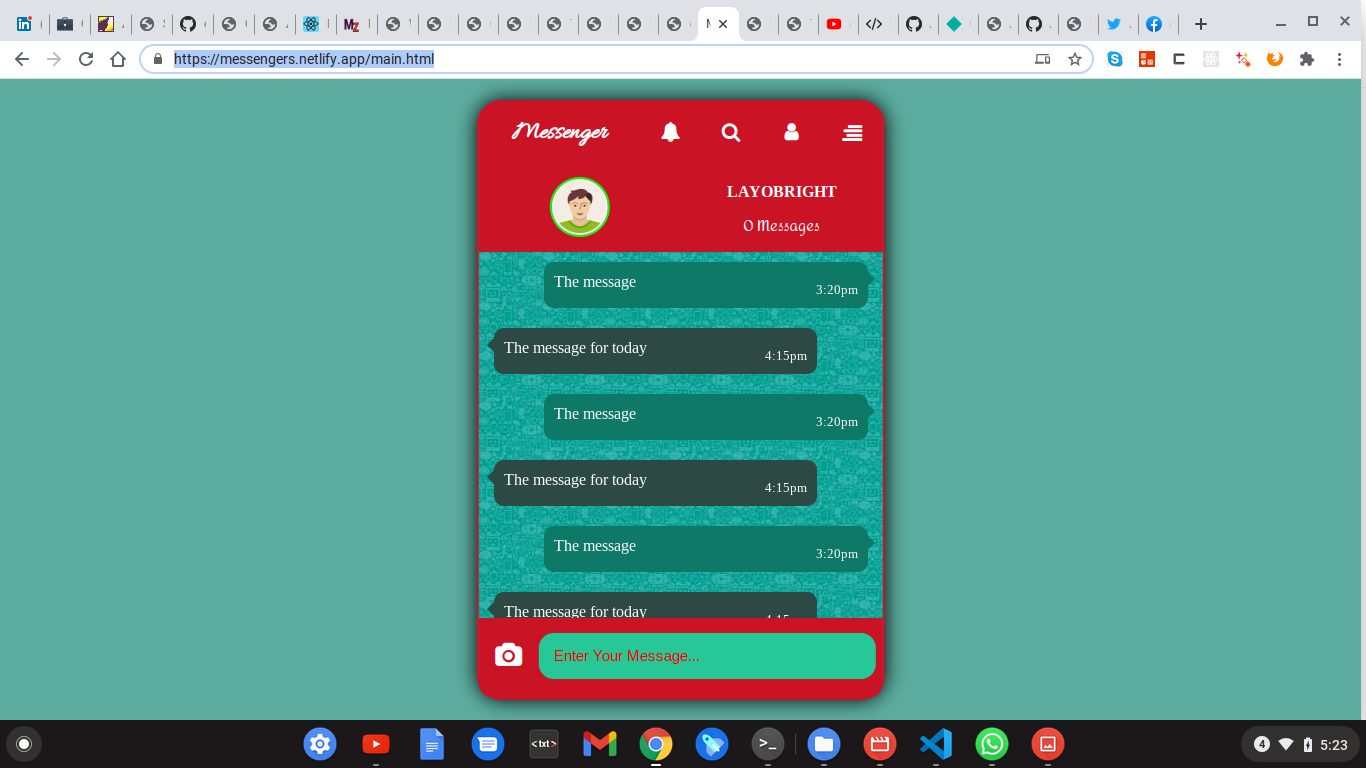 https://messengers.netlify.app/main.html
Messenger
LAYOBRIGHT
0 Messages
The message
3:20pm
The message for today
4:15pm
The message
3:20pm
The message for today
4:15pm
The message
3:20pm
The message for today
Enter Your Message...
<txt>
>_
4
5:23